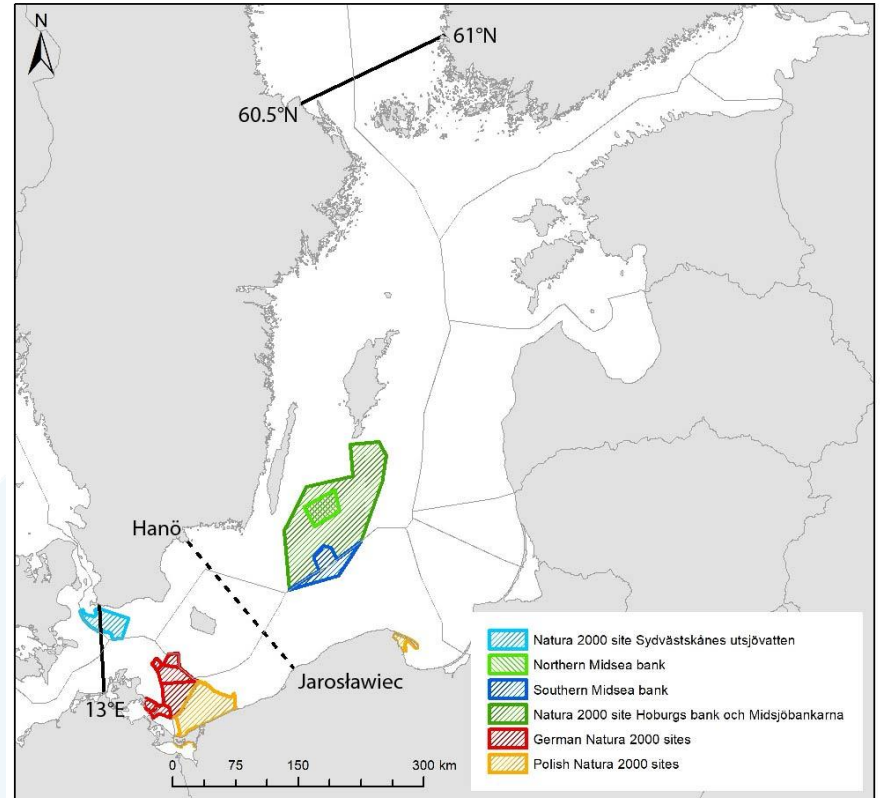 N
61°N
60.5°N
Hanö
Jarosławiec
13°E
0 75 150 300 km
Natura 2000 site Sydvästskånes utsjövatten
Northern Midsea bank
Southern Midsea bank
Natura 2000 site Hoburgs bank och Midsjöbankarna
German Natura 2000 sites
Polish Natura 2000 sites